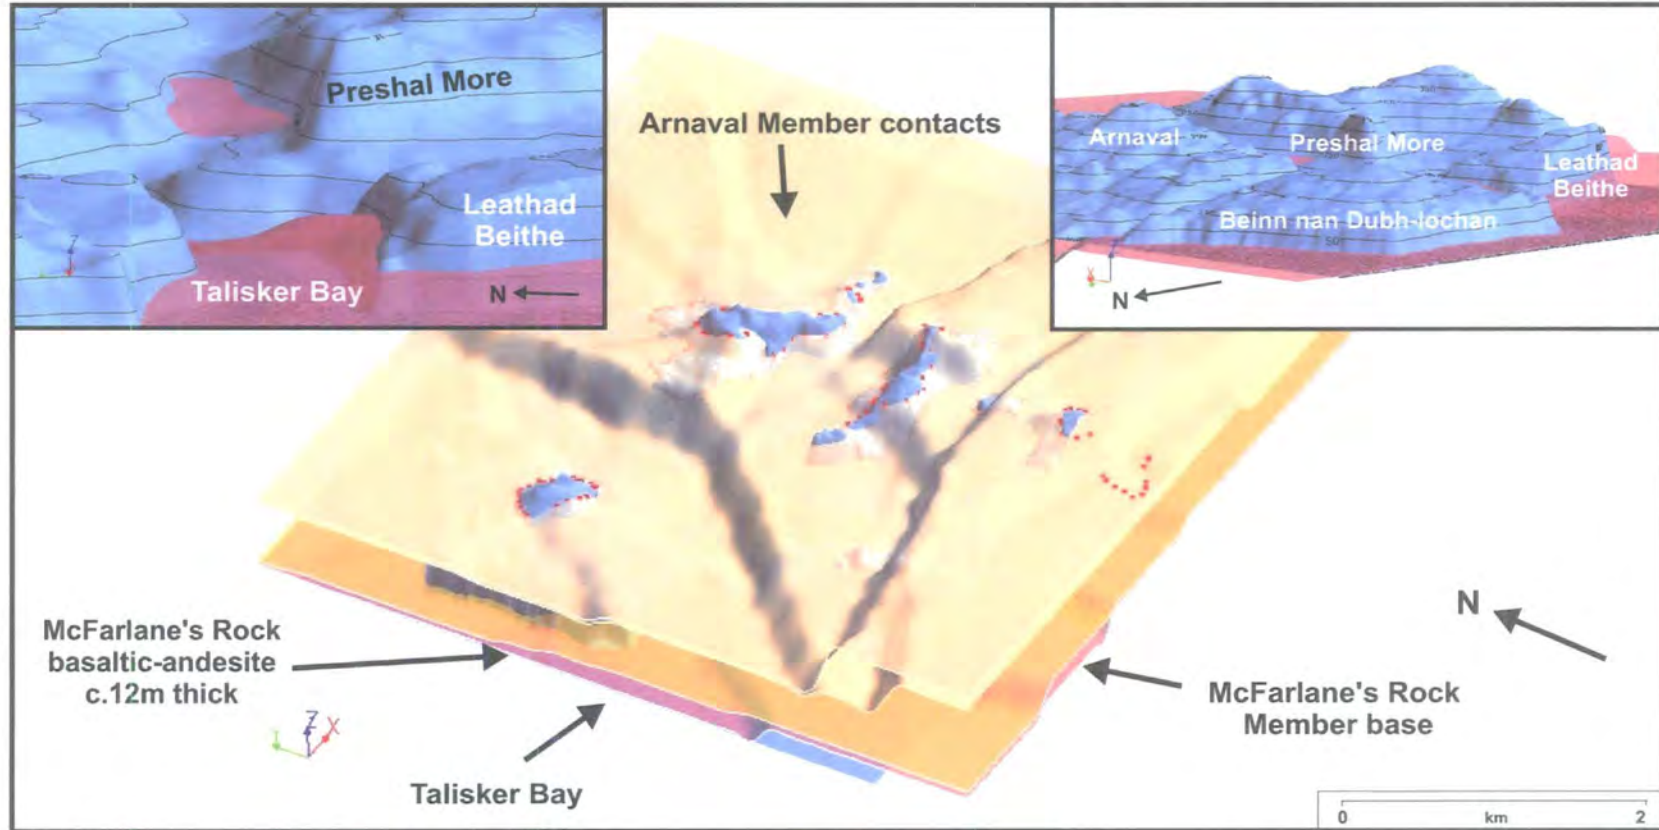 Preshal More
Leathad
Beithe
Talisker Bay
N
Arnaval Member contacts
Arnaval
Preshal More
Leathad
Beithe
Beinn nan Dubh-lochan
N
McFarlane's Rock
basaltic-andesite
c.12m thick
Z
X
Talisker Bay
N
McFarlane's Rock
Member base
0 km 2